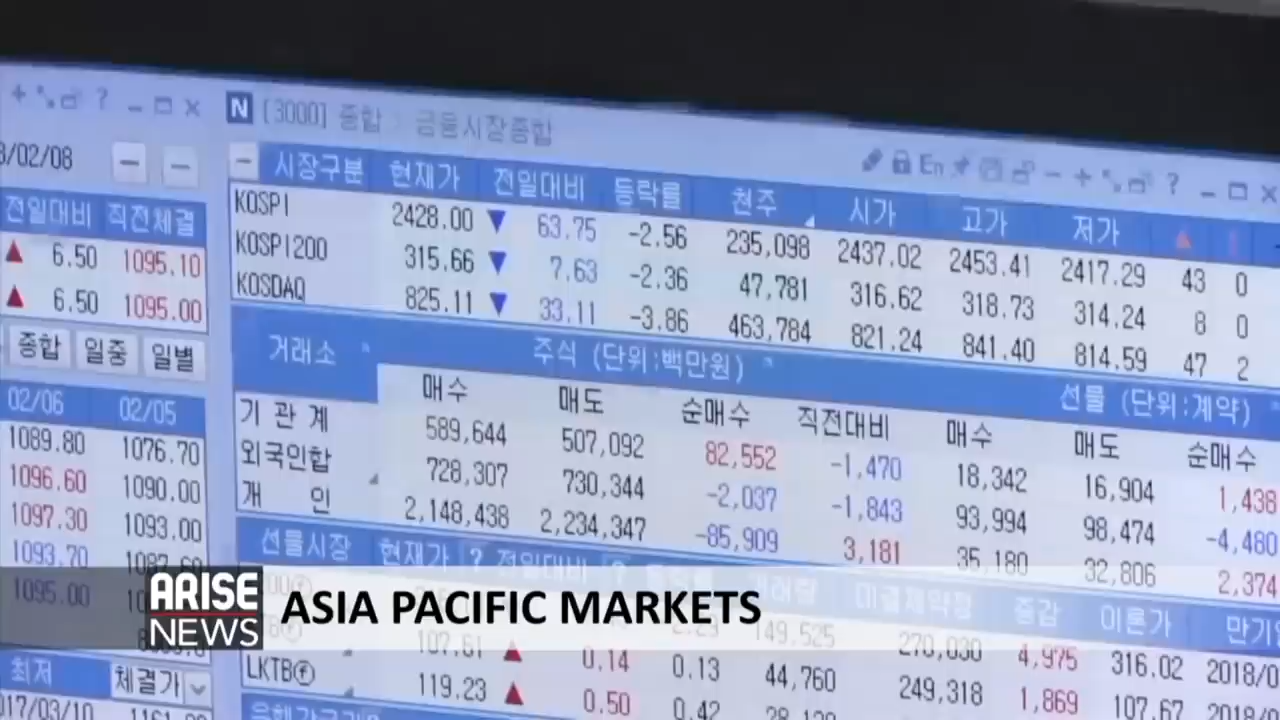 [3000] 종합 > 금융시장종합
/02/08
En
전일대비 직전체결
▲ 6.50 1095.10
▲ 6.50 1095.00
종합 일중 일별
02/06 02/05
1089.80 1076.70
1096.60 1090.00
1097.30 1093.00
1093.70
1095.00
최저 체결가
시장구분 현재가 전일대비 등락률 천주 시가 고가 저가
KOSPI 2428.00 ▼ 63.75 -2.56 235,098 2437.02 2453.41 2417.29 43 0
KOSPI200 315.66 ▼ 7.63 -2.36 47,781 316.62 318.73 314.24 8 0
KOSDAQ 825.11 ▼ 33.11 -3.86 463,784 821.24 841.40 814.59 47 2
거래소 주식 (단위:백만원) 선물 (단위:계약)
매수 매도 순매수 직전대비 매수 매도 순매수
기 관 계 589,644 507,092 82,552 -1,470 18,342 16,904 1,438
외국인합 728,307 730,344 -2,037 -1,843 93,994 98,474 -4,480
개 인 2,148,438 2,234,347 -85,909 3,181 35,180 32,806 2,374
선물시장 현재가 ? 전일대비 ? 미결제약정 증감 이론가
149,525 270,030 4,975 316.02 2018/0
107.61 ▲ 0.14 0.13 44,760 249,318 1,869 107.67 2018/0
LKTBⓕ 119.23 ▲ 0.50 0.42
ARISE
NEWS
ASIA PACIFIC MARKETS